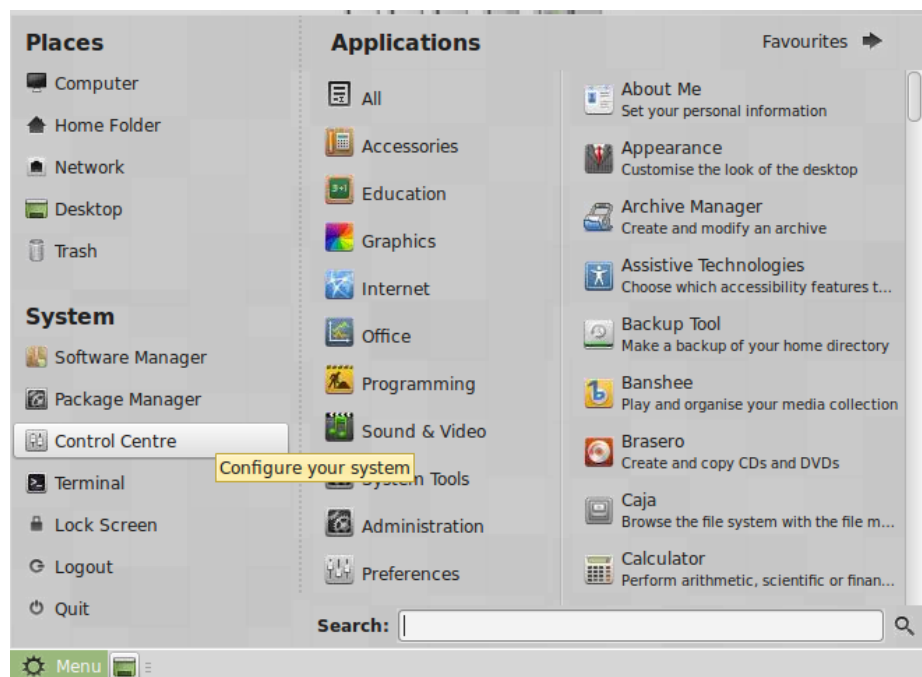 Places
Computer
Home Folder
Network
Desktop
Trash
System
Software Manager
Package Manager
Control Centre
Configure your system
Terminal
Lock Screen
Logout
Quit
Applications
All
Accessories
Education
Graphics
Internet
Office
Programming
Sound & Video
System Tools
Administration
Preferences
Favourites
About Me
Set your personal information
Appearance
Customise the look of the desktop
Archive Manager
Create and modify an archive
Assistive Technologies
Choose which accessibility features t...
Backup Tool
Make a backup of your home directory
Banshee
Play and organise your media collection
Brasero
Create and copy CDs and DVDs
Caja
Browse the file system with the file m...
Calculator
Perform arithmetic, scientific or finan...
Search:
Menu